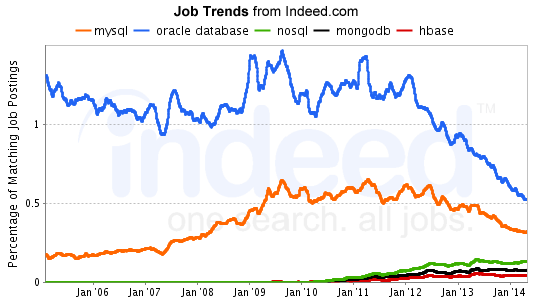 Job Trends from Indeed.com
mysql oracle database nosql mongodb hbase
Percentage of Matching Job Postings
1
0.5
0
indeed™
one search. all jobs.
Jan'06 Jan'07 Jan'08 Jan'09 Jan'10 Jan'11 Jan'12 Jan'13 Jan'14